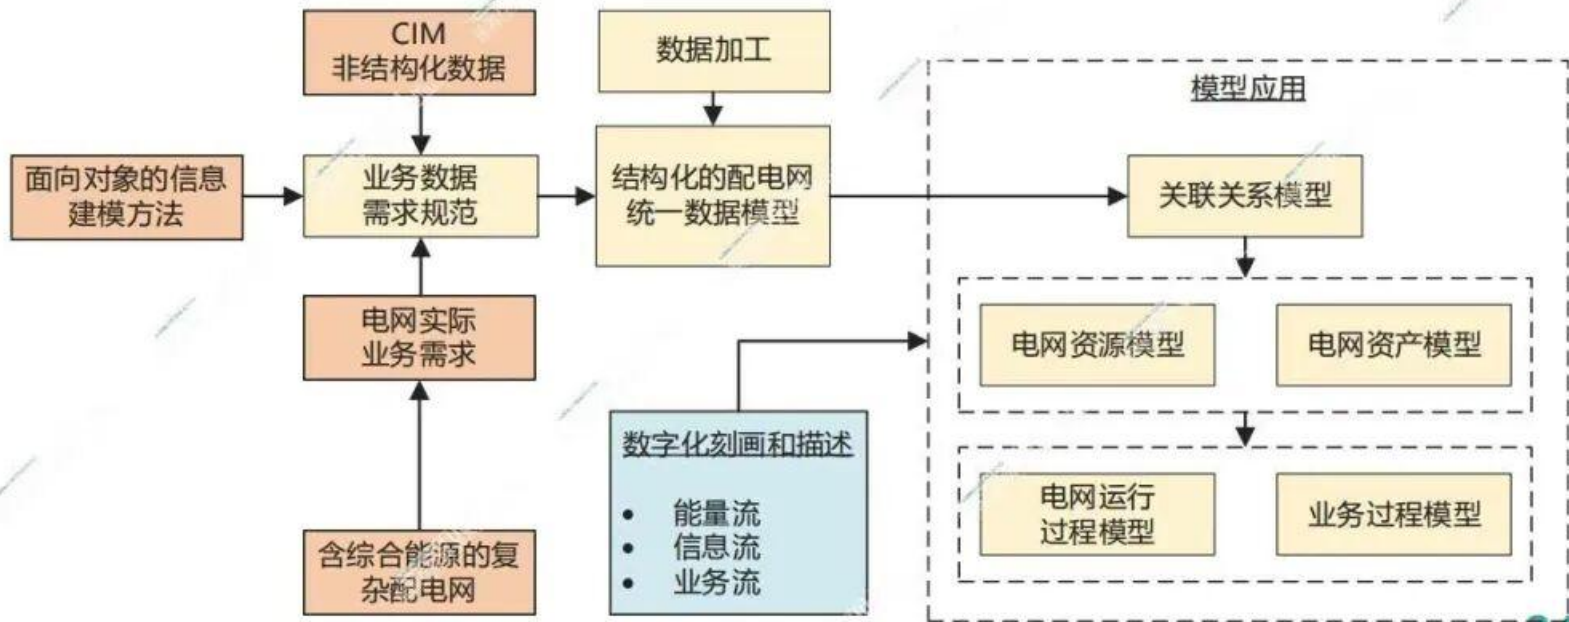 CIM
非结构化数据
数据加工
模型应用
面向对象的信息
建模方法
业务数据
需求规范
结构化的配电网
统一数据模型
关联关系模型
电网实际
业务需求
电网资源模型
电网资产模型
数字化刻画和描述
• 能量流
• 信息流
• 业务流
电网运行
过程模型
业务过程模型
含综合能源的复
杂配电网